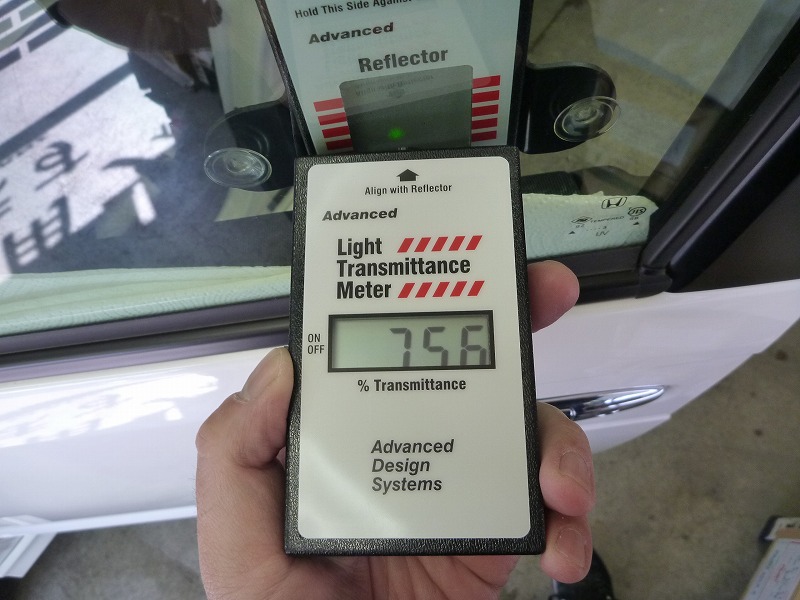 Hold This Side Against
Advanced
Reflector
Align with Reflector
Advanced
Light
Transmittance
Meter
ON
OFF
75.6
% Transmittance
Advanced
Design
Systems
UV